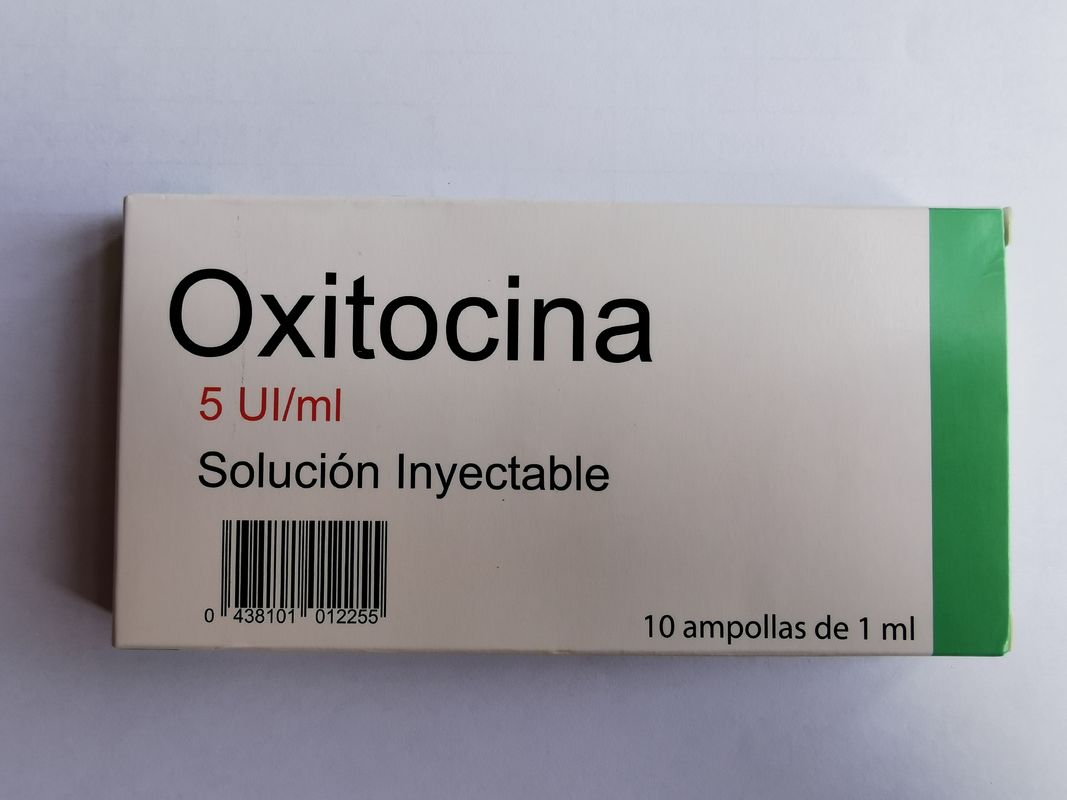 Oxitocina
5 UI/ml
Solución Inyectable
0 438101 012255
10 ampollas de 1 ml